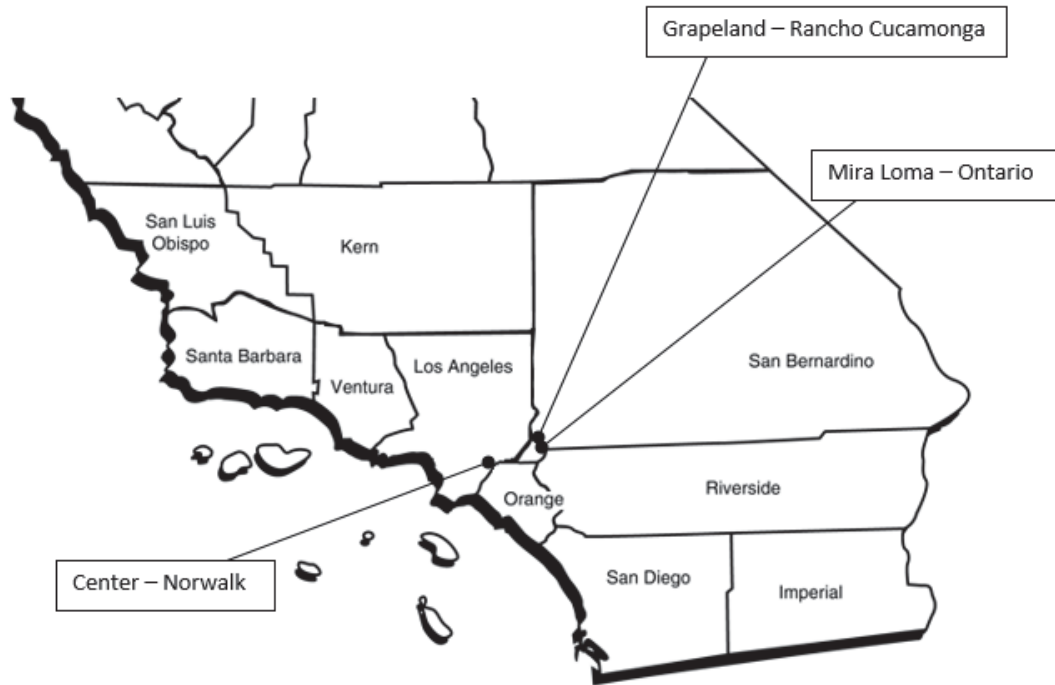 Grapeland – Rancho Cucamonga
Mira Loma – Ontario
San Luis
Obispo
Kern
Santa Barbara
Ventura
Los Angeles
San Bernardino
Orange
Riverside
Center – Norwalk
San Diego
Imperial